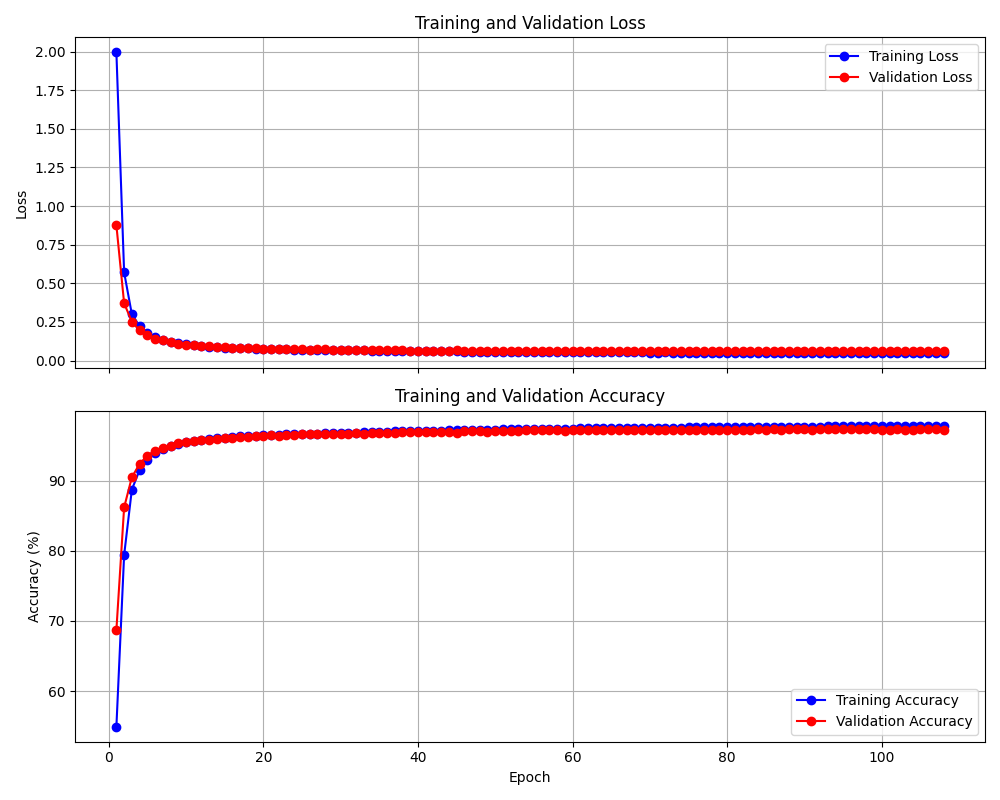 Training and Validation Loss
2.00
1.75
1.50
1.25
1.00
0.75
0.50
0.25
0.00
Loss
Training Loss
Validation Loss
Training and Validation Accuracy
90
80
70
60
Accuracy (%)
Training Accuracy
Validation Accuracy
0 20 40 60 80 100
Epoch